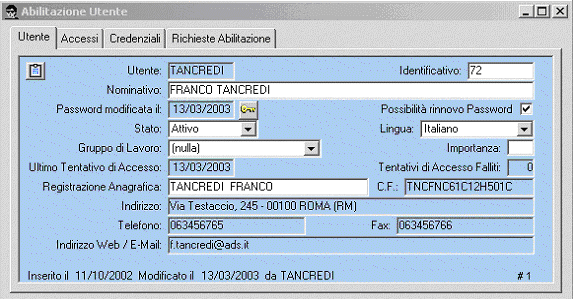 Abilitazione Utente
Utente Accessi Credenziali Richieste Abilitazione
Utente: TANCREDI Identificativo: 72
Nominativo: FRANCO TANCREDI
Password modificata il: 13/03/2003 Possibilità rinnovo Password
Stato: Attivo Lingua: Italiano
Gruppo di Lavoro: (nulla) Importanza:
Ultimo Tentativo di Accesso: 13/03/2003 Tentativi di Accesso Falliti: 0
Registrazione Anagrafica: TANCREDI FRANCO C.F.: TNCFNC61C12H501C
Indirizzo: Via Testaccio, 245 - 00100 ROMA (RM)
Telefono: 063456765 Fax: 063456766
Indirizzo Web / E-Mail: f.tancredi@ads.it
Inserito il 11/10/2002 Modificato il 13/03/2003 da TANCREDI # 1